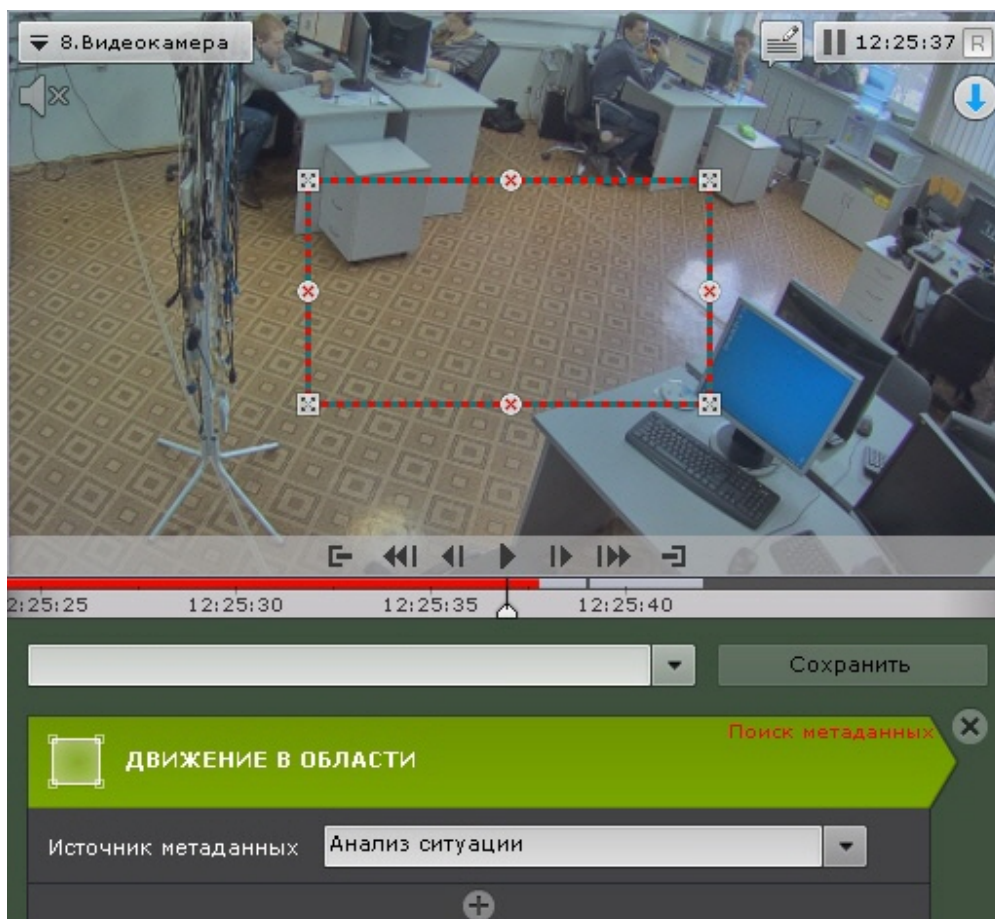 8.Видеокамера
12:25:37 R
2:25:25 12:25:30 12:25:35 12:25:40
Сохранить
Поиск метаданных
ДВИЖЕНИЕ В ОБЛАСТИ
Источник метаданных Анализ ситуации